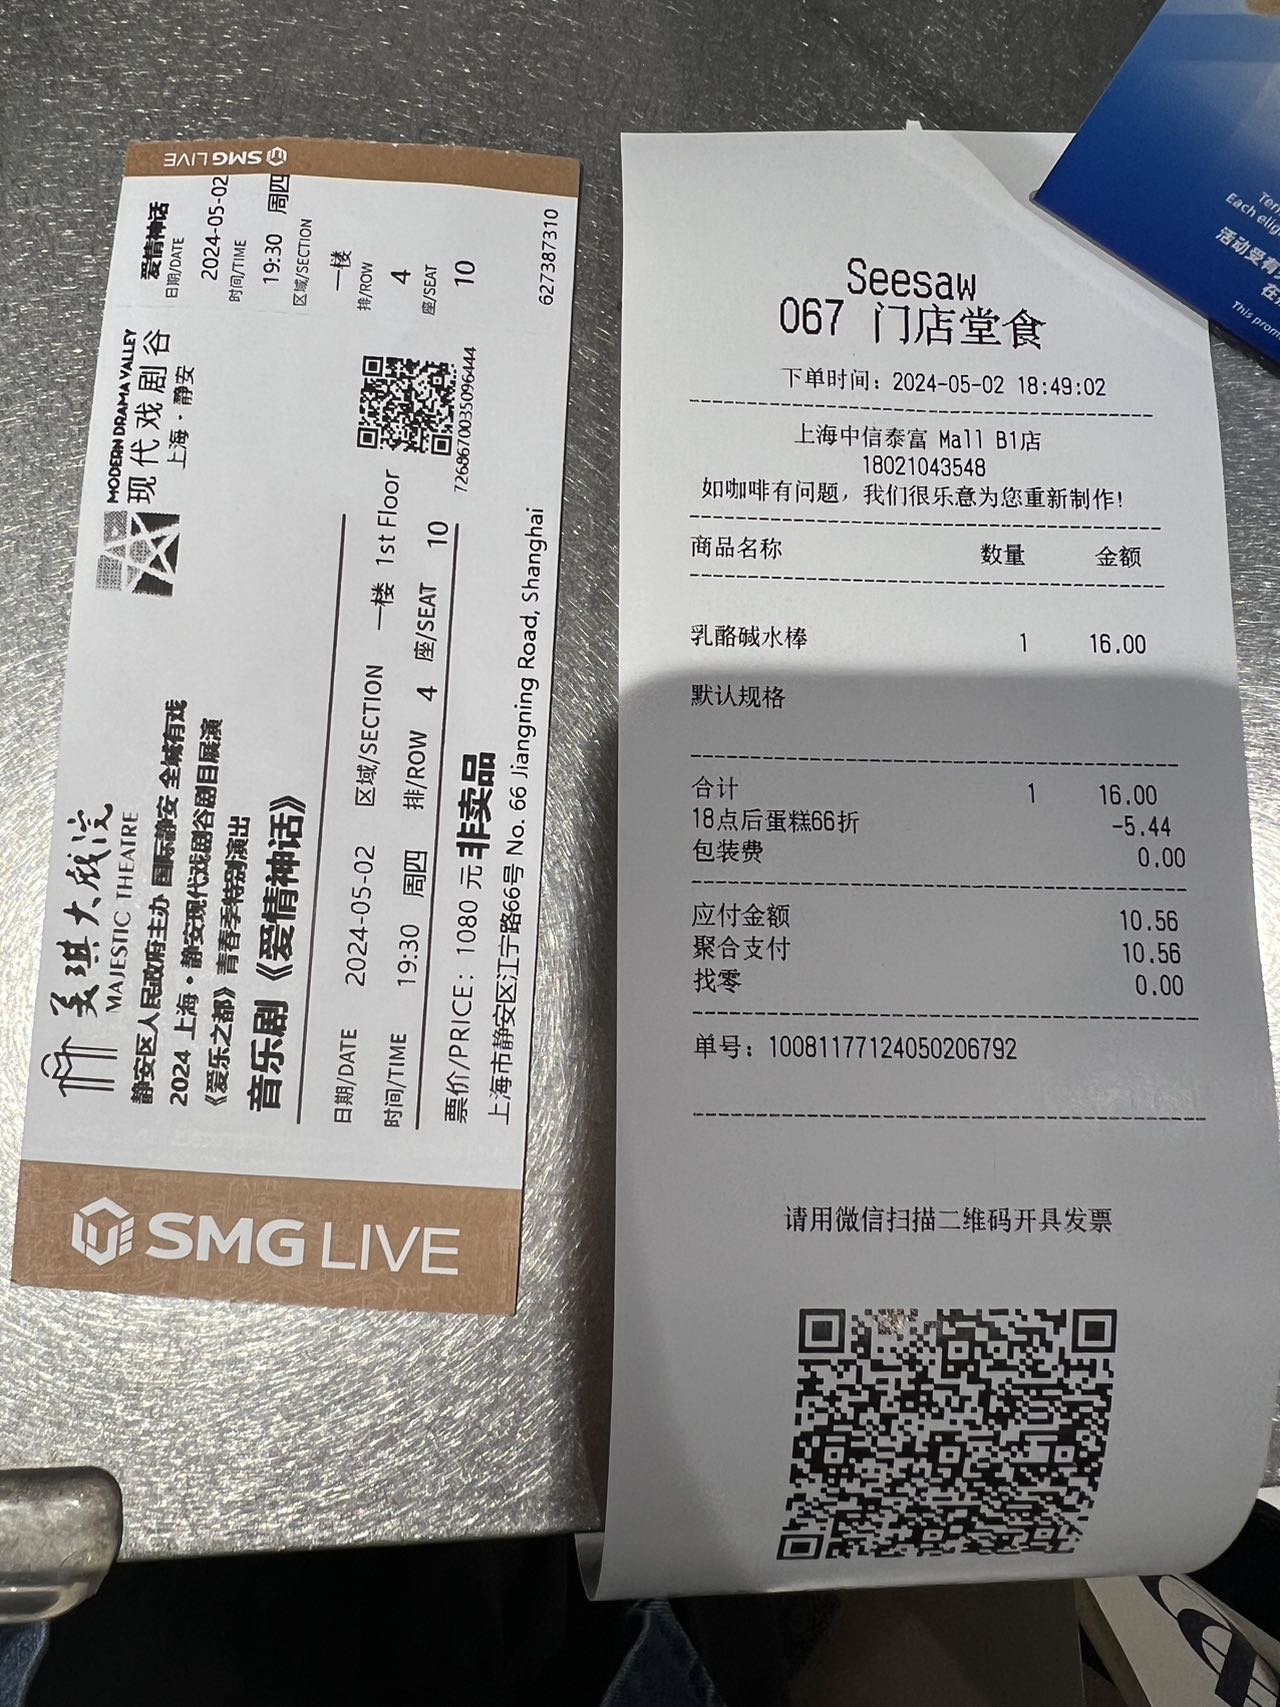 美琪大戏院
MAJESTIC THEATRE
MODERN DRAMA VALLEY
现代戏剧谷
上海·静安
静安区人民政府主办 国际静安 全城有戏
2024 上海·静安现代戏剧谷剧目展演
《爱乐之都》青春季特别演出
音乐剧《爱情神话》
日期/DATE 2024-05-02 区域/SECTION 一楼 1st Floor
时间/TIME 19:30 周四 排/ROW 4 座/SEAT 10
票价/PRICE: 1080 元 非卖品
上海市静安区江宁路66号 No. 66 Jiangning Road, Shanghai
726867003509644
SMG LIVE
SMG LIVE
爱情神话
日期/DATE
2024-05-02
时间/TIME
19:30 周四
区域/SECTION
一楼
排/ROW
4
座/SEAT
10
627387310
Seesaw
067 门店堂食
下单时间: 2024-05-02 18:49:02
上海中信泰富 Mall B1店
18021043548
如咖啡有问题, 我们很乐意为您重新制作!
商品名称 数量 金额
乳酪碱水棒 1 16.00
默认规格
合计 1 16.00
18点后蛋糕66折 -5.44
包装费 0.00
应付金额 10.56
聚合支付 10.56
找零 0.00
单号: 10081177124050206792
请用微信扫描二维码开具发票
Each
活动受
This